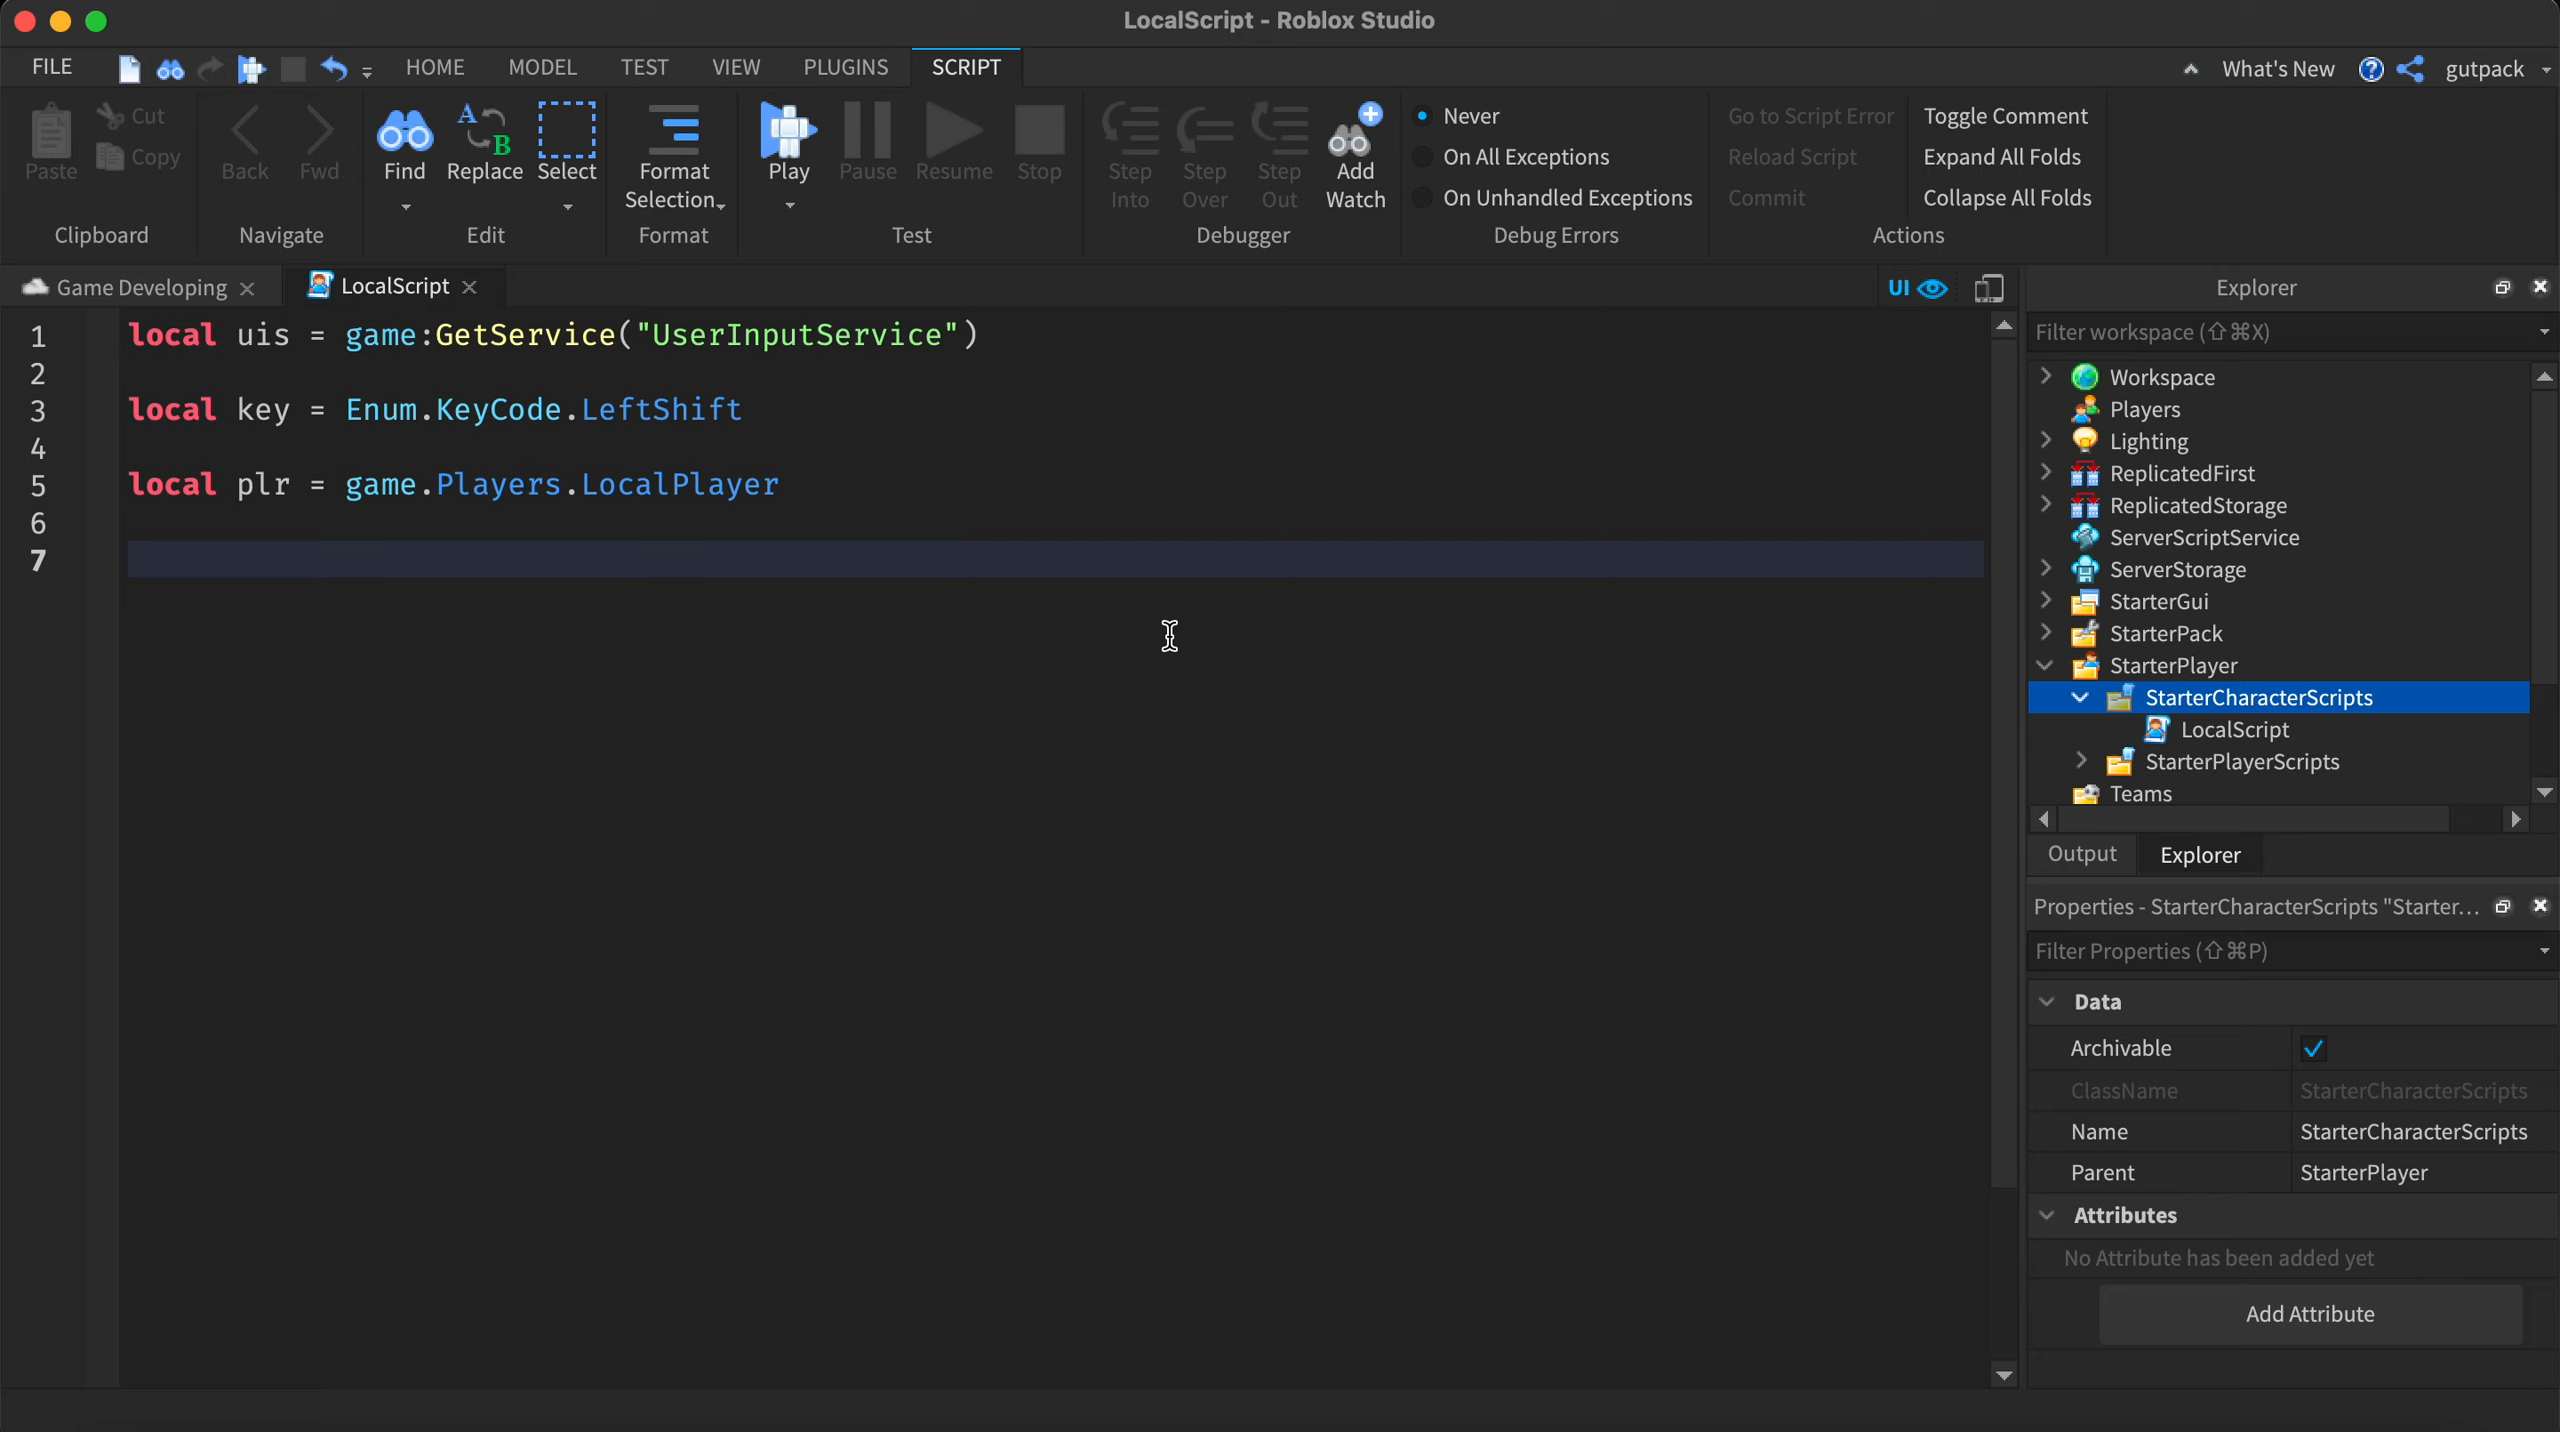 LocalScript - Roblox Studio
FILE HOME MODEL TEST VIEW PLUGINS SCRIPT What's New gutpack
Paste Cut Copy Back Fwd Find Replace Select Format Selection Play Pause Resume Stop Step Into Step Over Step Out Add Watch
Never
On All Exceptions
On Unhandled Exceptions
Go to Script Error
Reload Script
Commit
Toggle Comment
Expand All Folds
Collapse All Folds
Clipboard Navigate Edit Format Test Debugger Debug Errors Actions
Game Developing LocalScript UI
1 local uis = game:GetService("UserInputService")
2
3 local key = Enum.KeyCode.LeftShift
4
5 local plr = game.Players.LocalPlayer
6
7
Explorer
Filter workspace (⇧⌘X)
Workspace
Players
Lighting
ReplicatedFirst
ReplicatedStorage
ServerScriptService
ServerStorage
StarterGui
StarterPack
StarterPlayer
StarterCharacterScripts
LocalScript
StarterPlayerScripts
Teams
Output Explorer
Properties - StarterCharacterScripts "Starter...
Filter Properties (⇧⌘P)
Data
Archivable
ClassName StarterCharacterScripts
Name StarterCharacterScripts
Parent StarterPlayer
Attributes
No Attribute has been added yet
Add Attribute